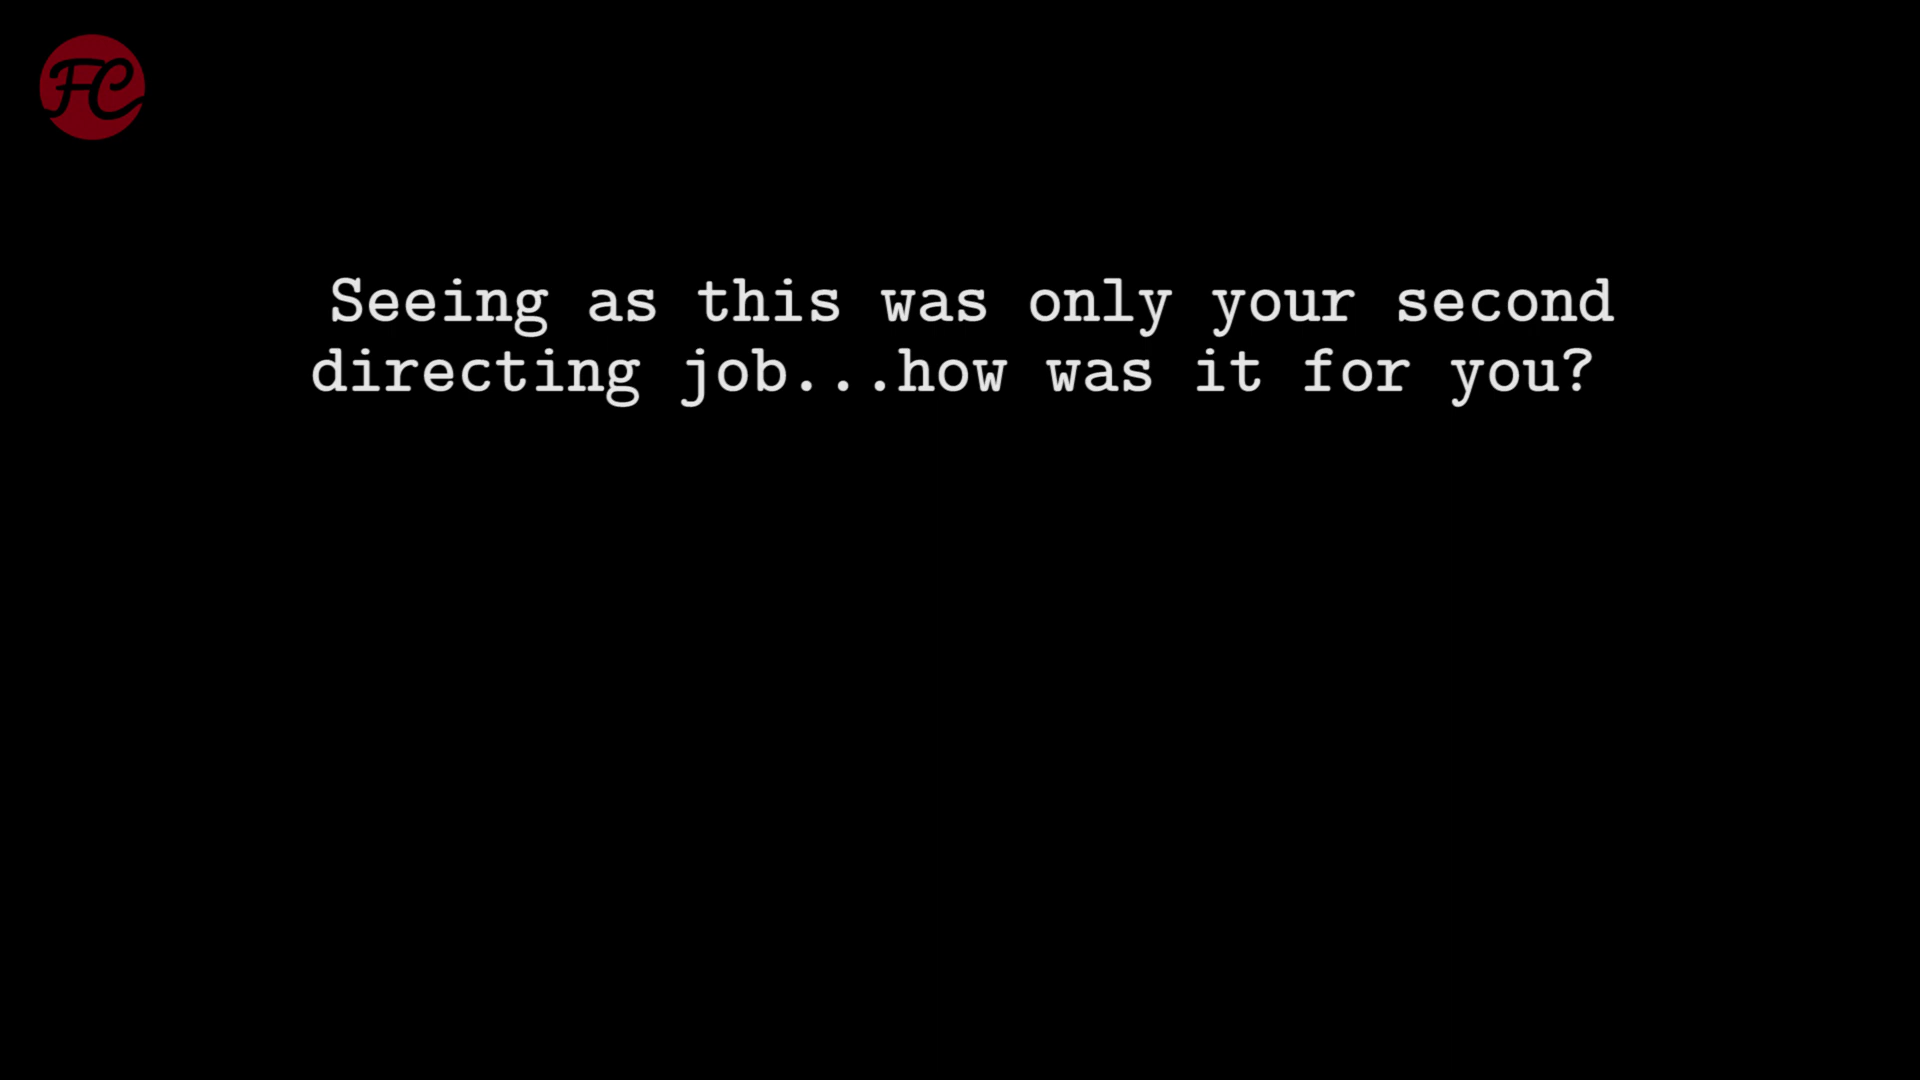 FC
Seeing as this was only your second
directing job...how was it for you?